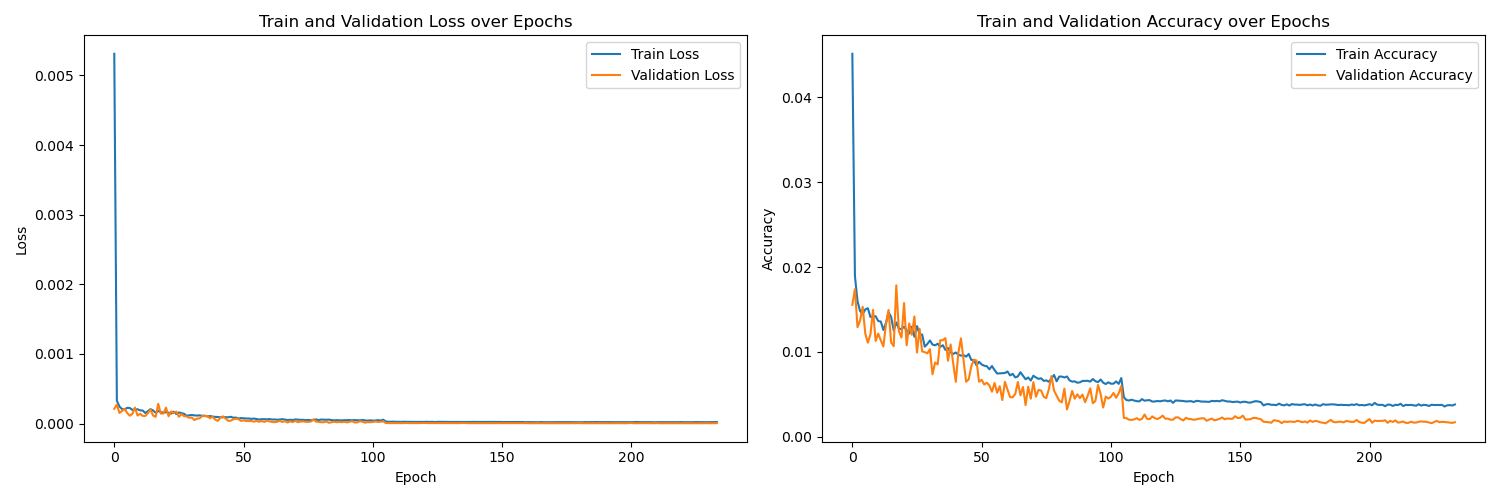 Train and Validation Loss over Epochs
Train Loss
Validation Loss
0.005
0.004
0.003
0.002
0.001
0.000
Loss
0
50
100
150
200
Epoch
Train and Validation Accuracy over Epochs
Train Accuracy
Validation Accuracy
0.04
0.03
0.02
0.01
0.00
Accuracy
0
50
100
150
200
Epoch